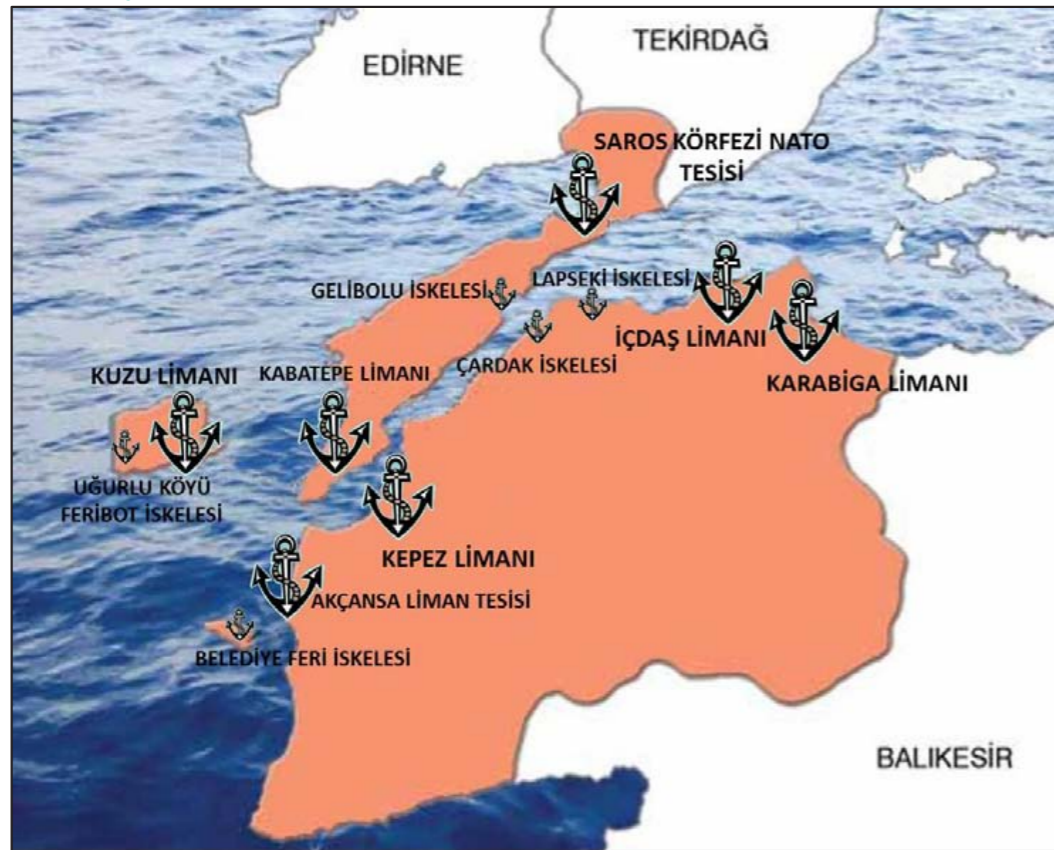 TEKİRDAĞ
EDİRNE
SAROS KÖRFEZİ NATO
TESİSİ
LAPSEKİ İSKELESİ
GELİBOLU İSKELESİ
İÇDAŞ LİMANI
ÇARDAK İSKELESİ
KUZU LİMANI
KABATEPE LİMANI
KARABİGA LİMANI
UĞURLU KÖYÜ
FERİBOT İSKELESİ
KEPEZ LİMANI
AKÇANSA LİMAN TESİSİ
BELEDİYE FERİ İSKELESİ
BALIKESİR